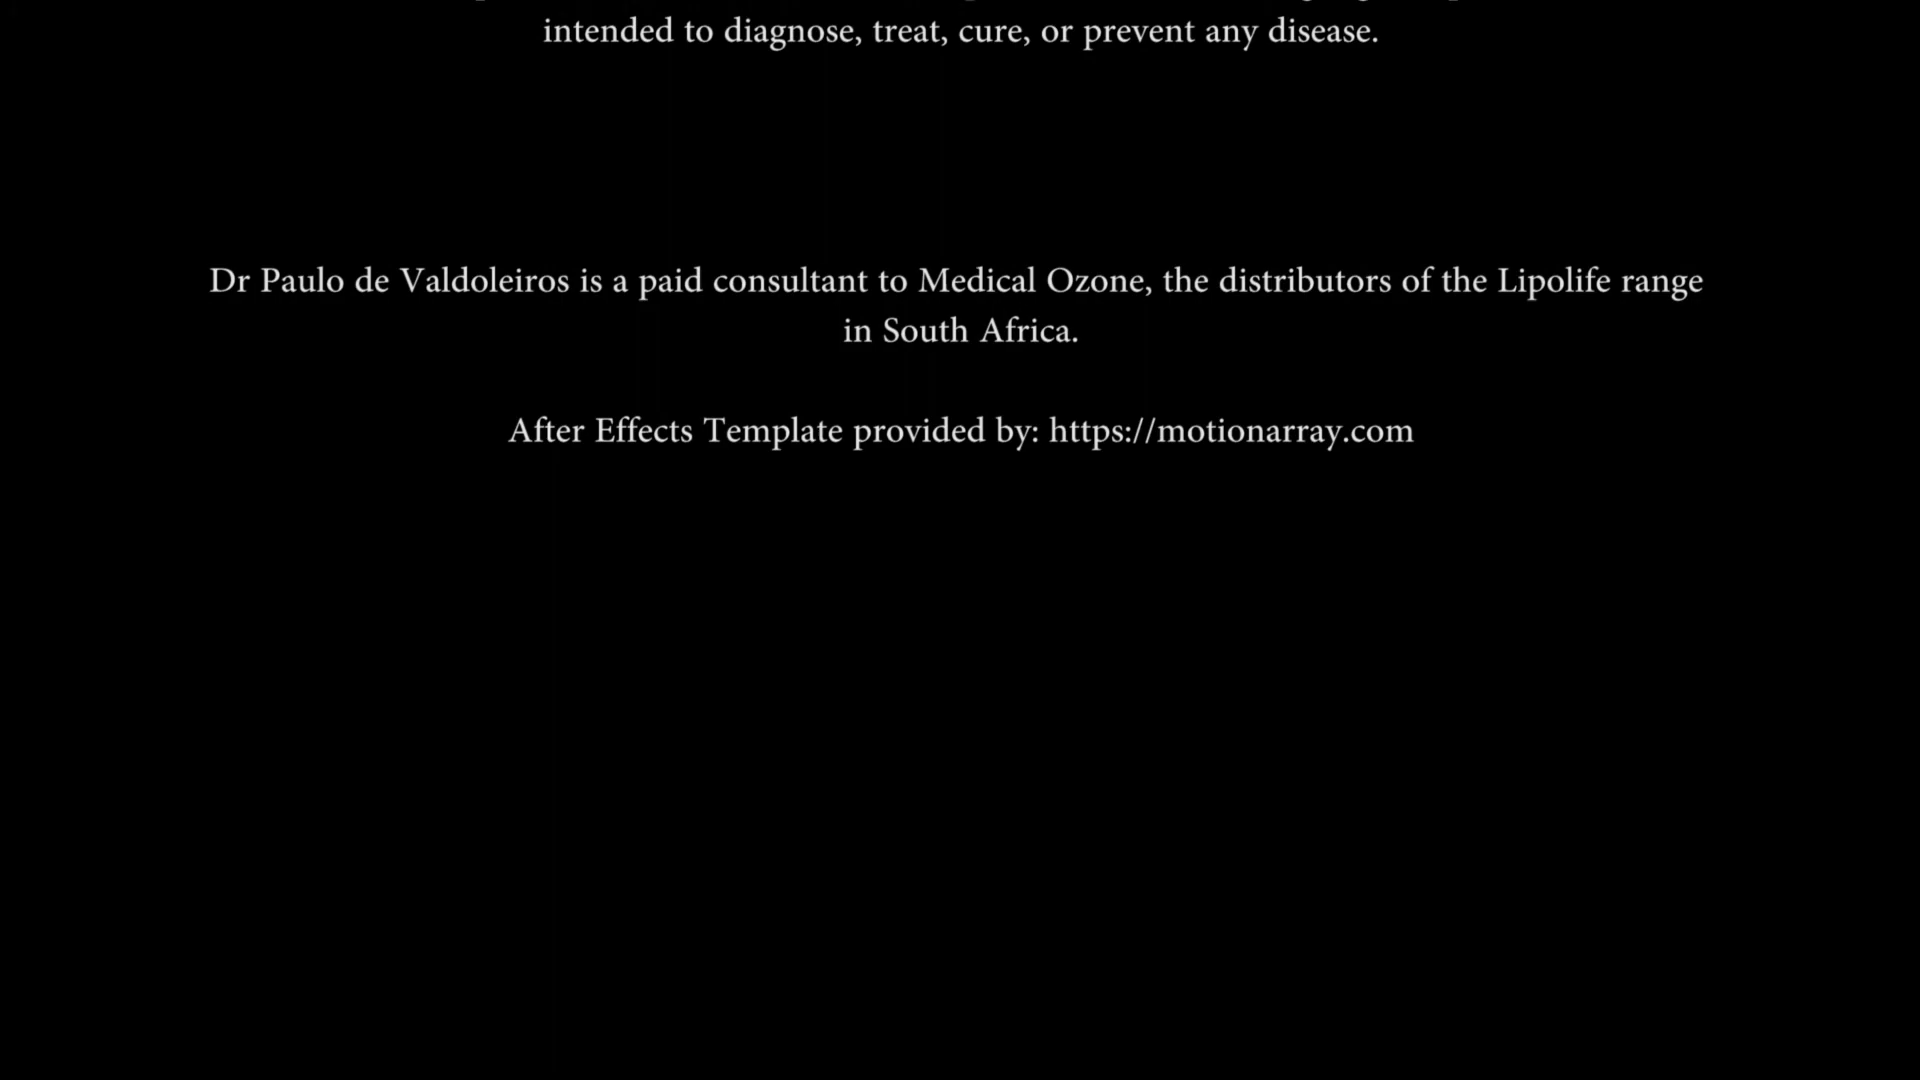 intended to diagnose, treat, cure, or prevent any disease.
Dr Paulo de Valdoleiros is a paid consultant to Medical Ozone, the distributors of the Lipolife range
in South Africa.
After Effects Template provided by: https://motionarray.com